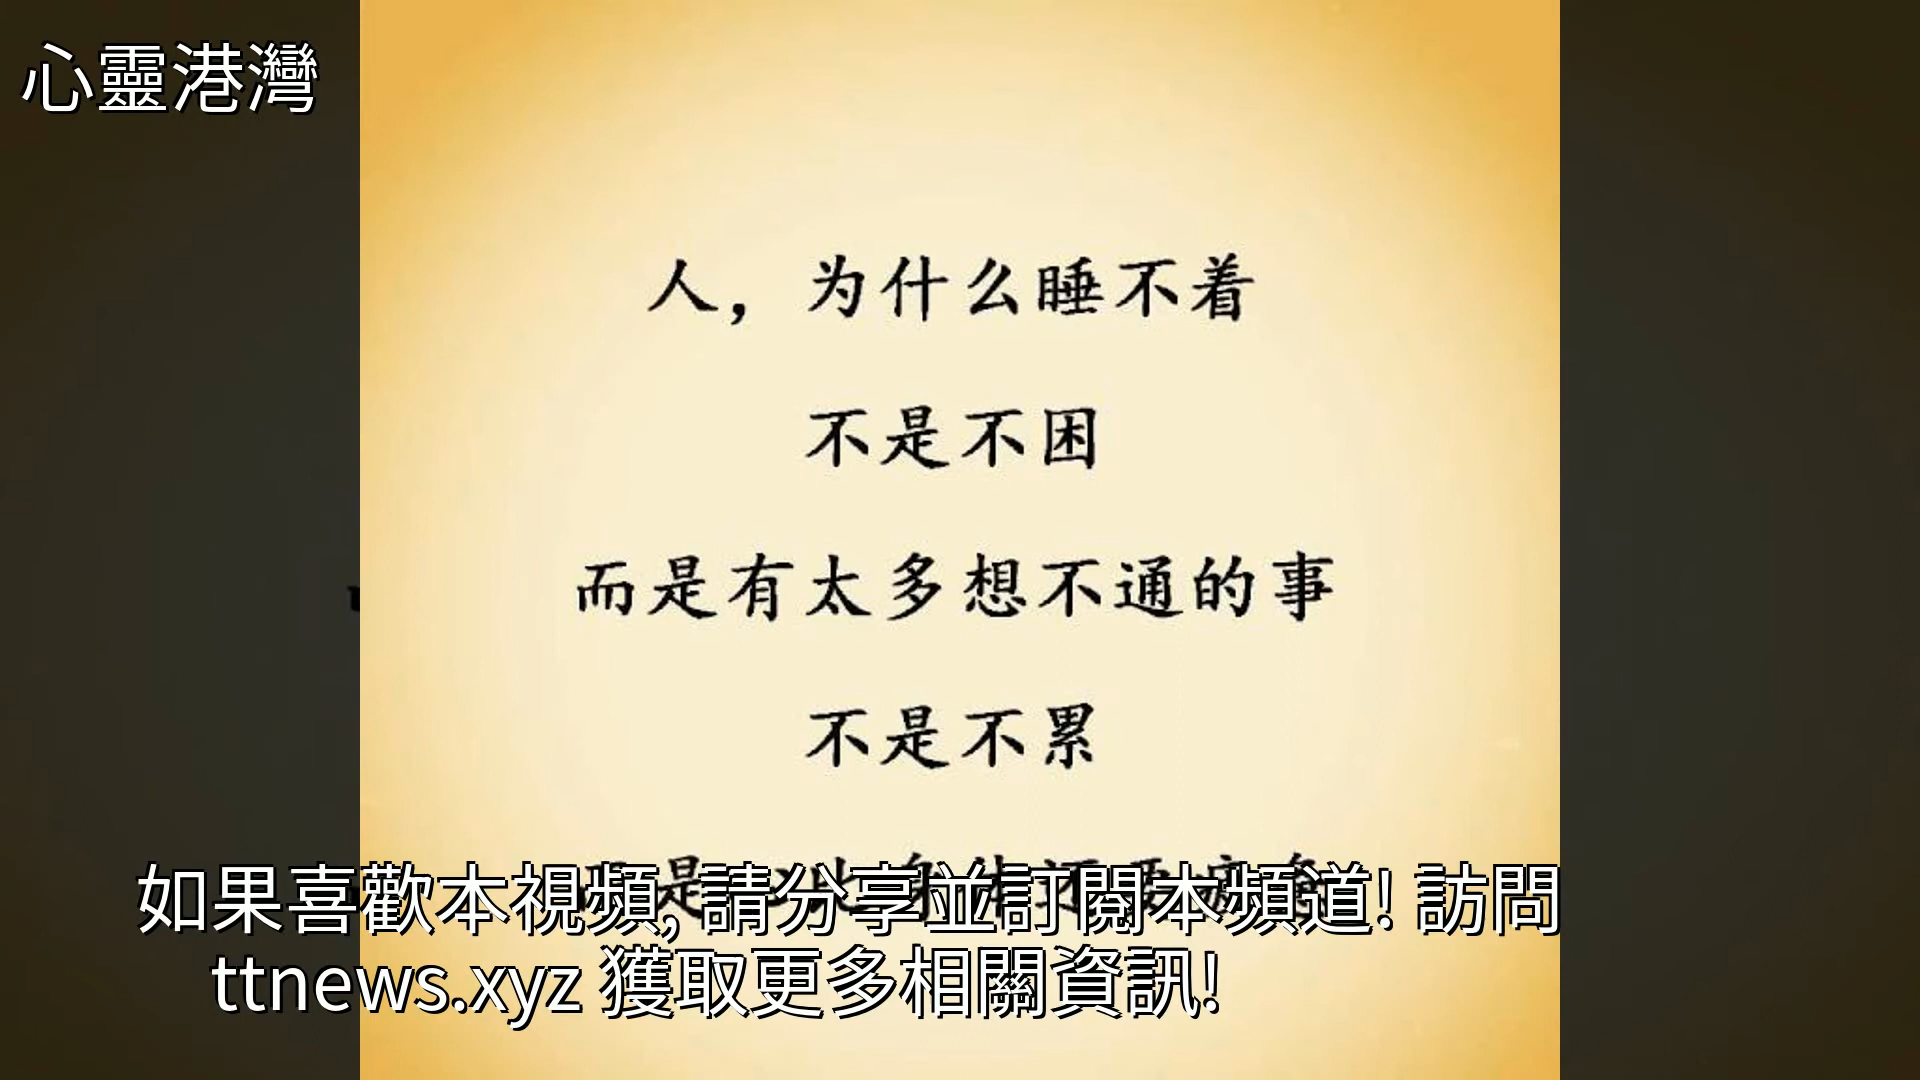 心靈港灣
人，为什么睡不着
不是不困
而是有太多想不通的事
不是不累
如果喜歡本視頻, 請分享並訂閱本頻道! 訪問
ttnews.xyz 獲取更多相關資訊!